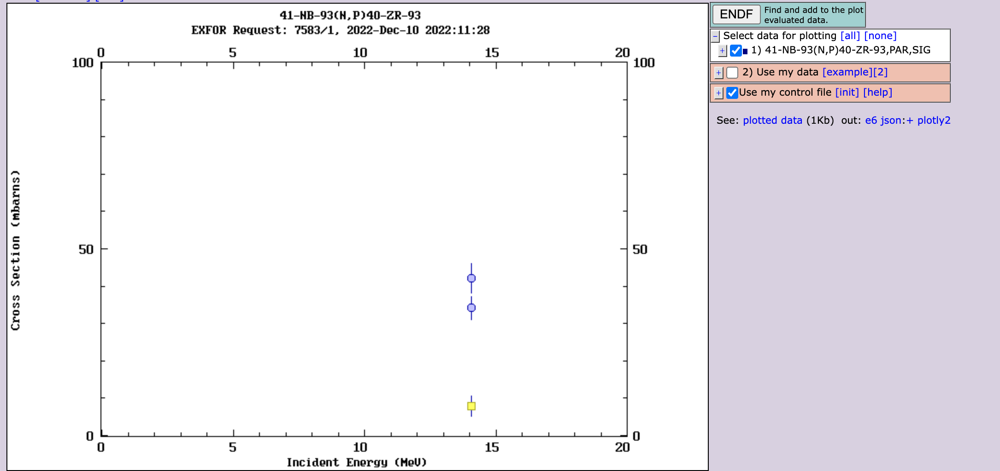 41-NB-93(N,P)40-ZR-93
EXFOR Request: 7583/1, 2022-Dec-10 2022:11:28
0 5 10 15 20
100 100
50 50
0 0
0 5 10 15 20
Cross Section (mbarns)
Incident Energy (MeV)
ENDF
Find and add to the plot
evaluated data.
− Select data for plotting [all] [none]
+ 1) 41-NB-93(N,P)40-ZR-93,PAR,SIG
+ 2) Use my data [example][2]
+ Use my control file [init] [help]
See: plotted data (1Kb) out: e6 json:+ plotly2